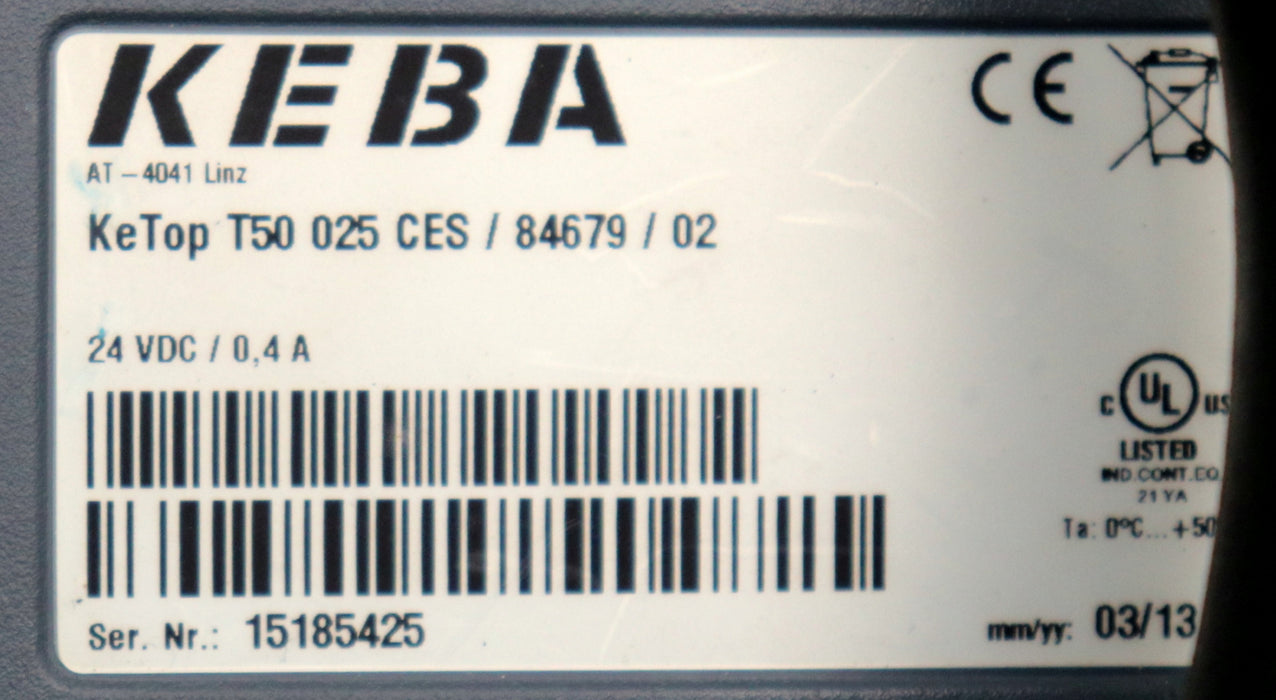 KEBA
CE
AT – 4041 Linz
KeTop T50 025 CES / 84679 / 02
24 VDC / 0,4 A
C UL US
LISTED
IND.CONT.EQ
21 YA
Ta: 0°C...+50
Ser. Nr.: 15185425
mm/yy: 03/13